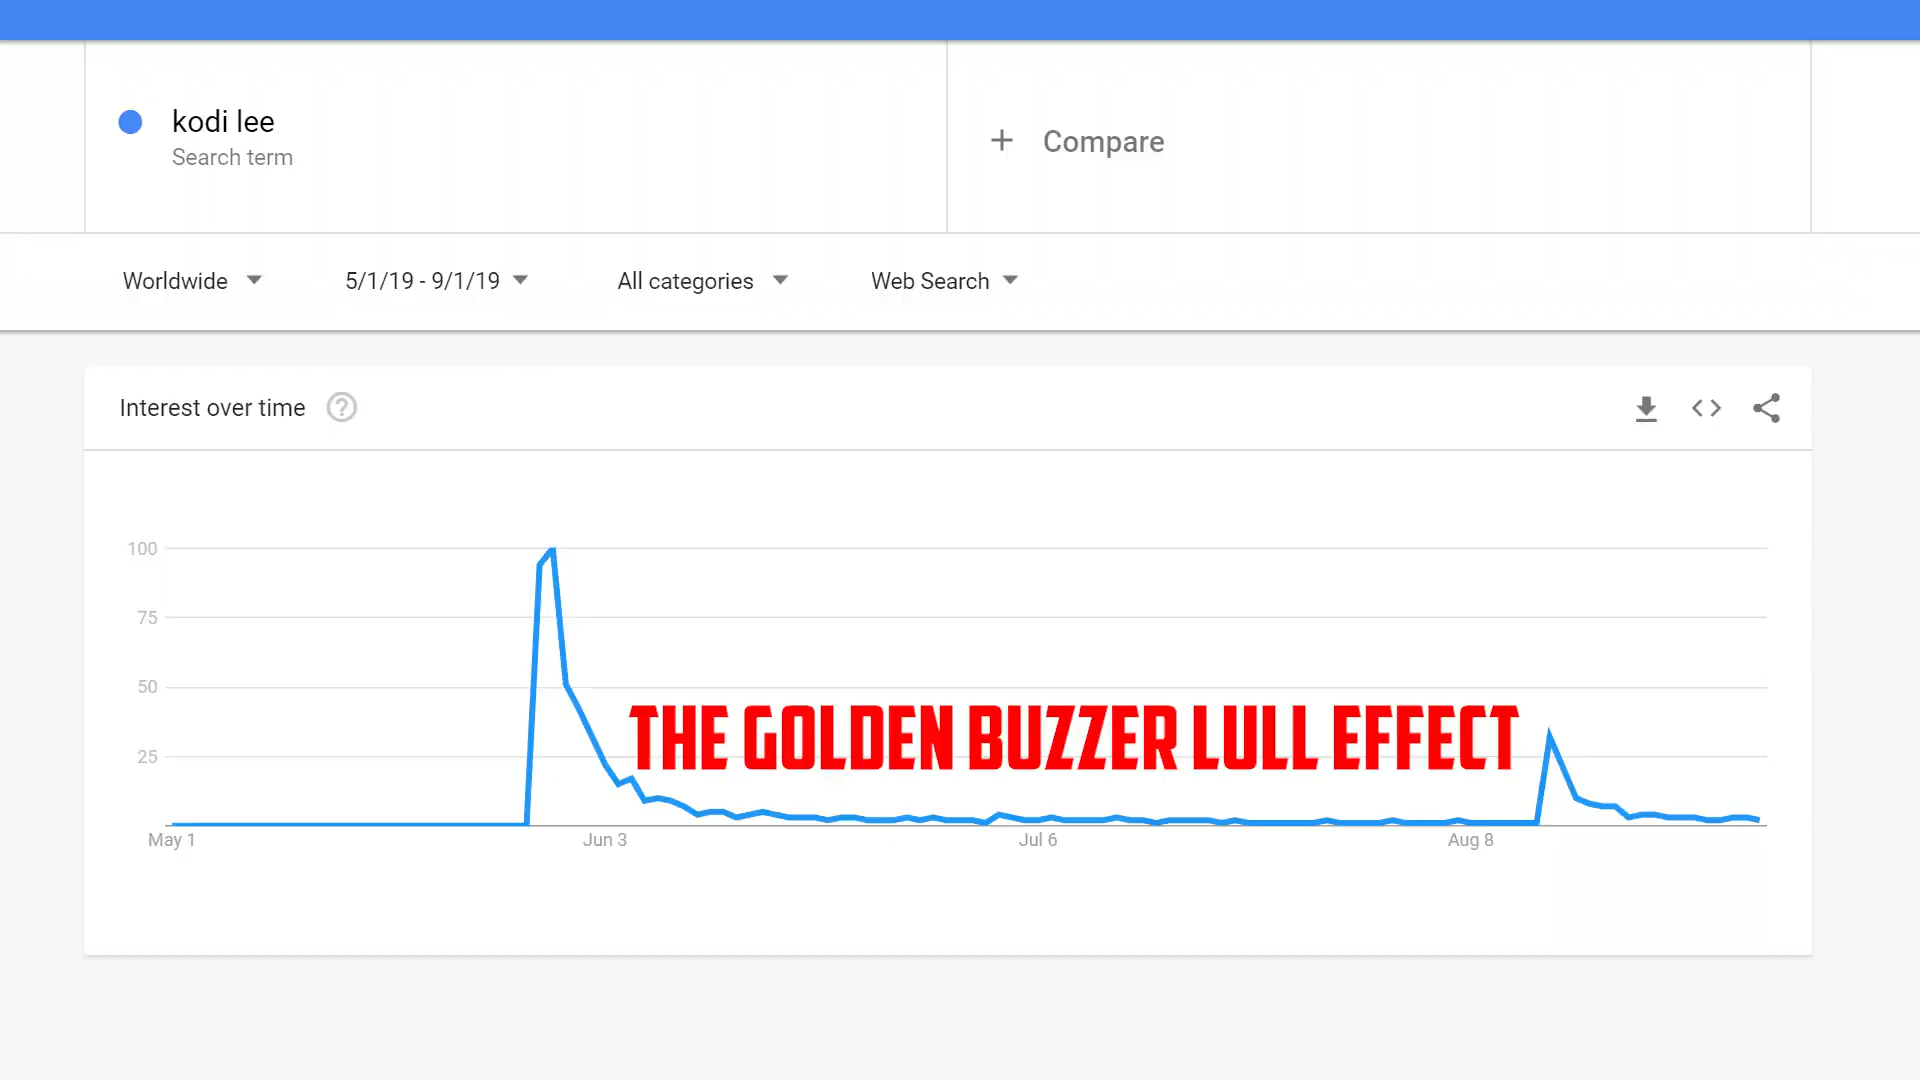 kodi lee
Search term
+ Compare
Worldwide
5/1/19 - 9/1/19
All categories
Web Search
Interest over time ?
100
75
50
25
THE GOLDEN BUZZER LULL EFFECT
May 1
Jun 3
Jul 6
Aug 8